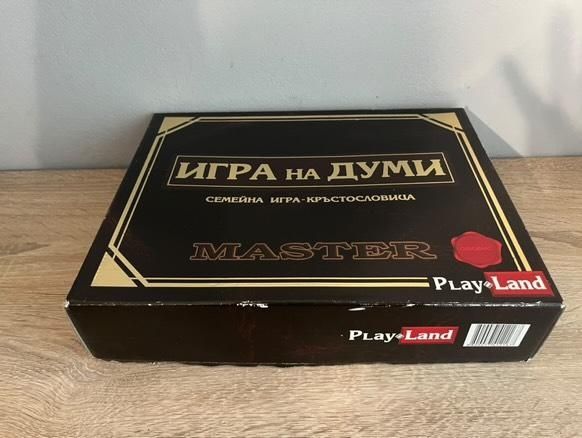 ИГРА НА ДУМИ
СЕМЕЙНА ИГРА-КРЪСТОСЛОВИЦА
MASTER
PLAY LAND
PLAY LAND